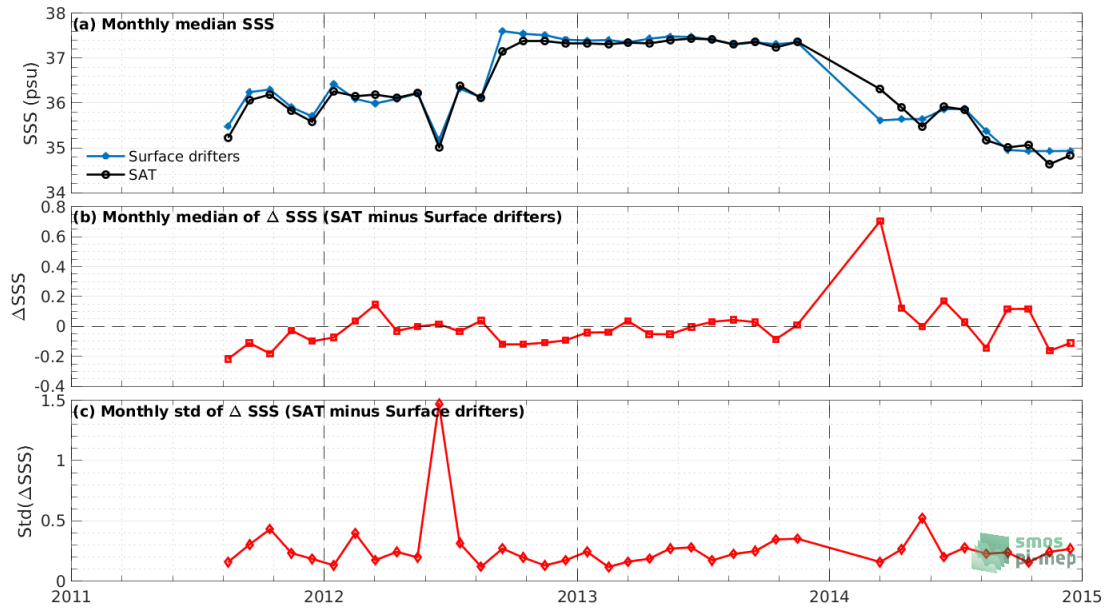 (a) Monthly median SSS
38
37
36
35
34
SSS (psu)
Surface drifters
SAT
(b) Monthly median of Δ SSS (SAT minus Surface drifters)
0.8
0.6
0.4
0.2
0
-0.2
-0.4
ΔSSS
(c) Monthly std of Δ SSS (SAT minus Surface drifters)
1.5
1
0.5
0
Std(ΔSSS)
smos
pi-mep
2011
2012
2013
2014
2015